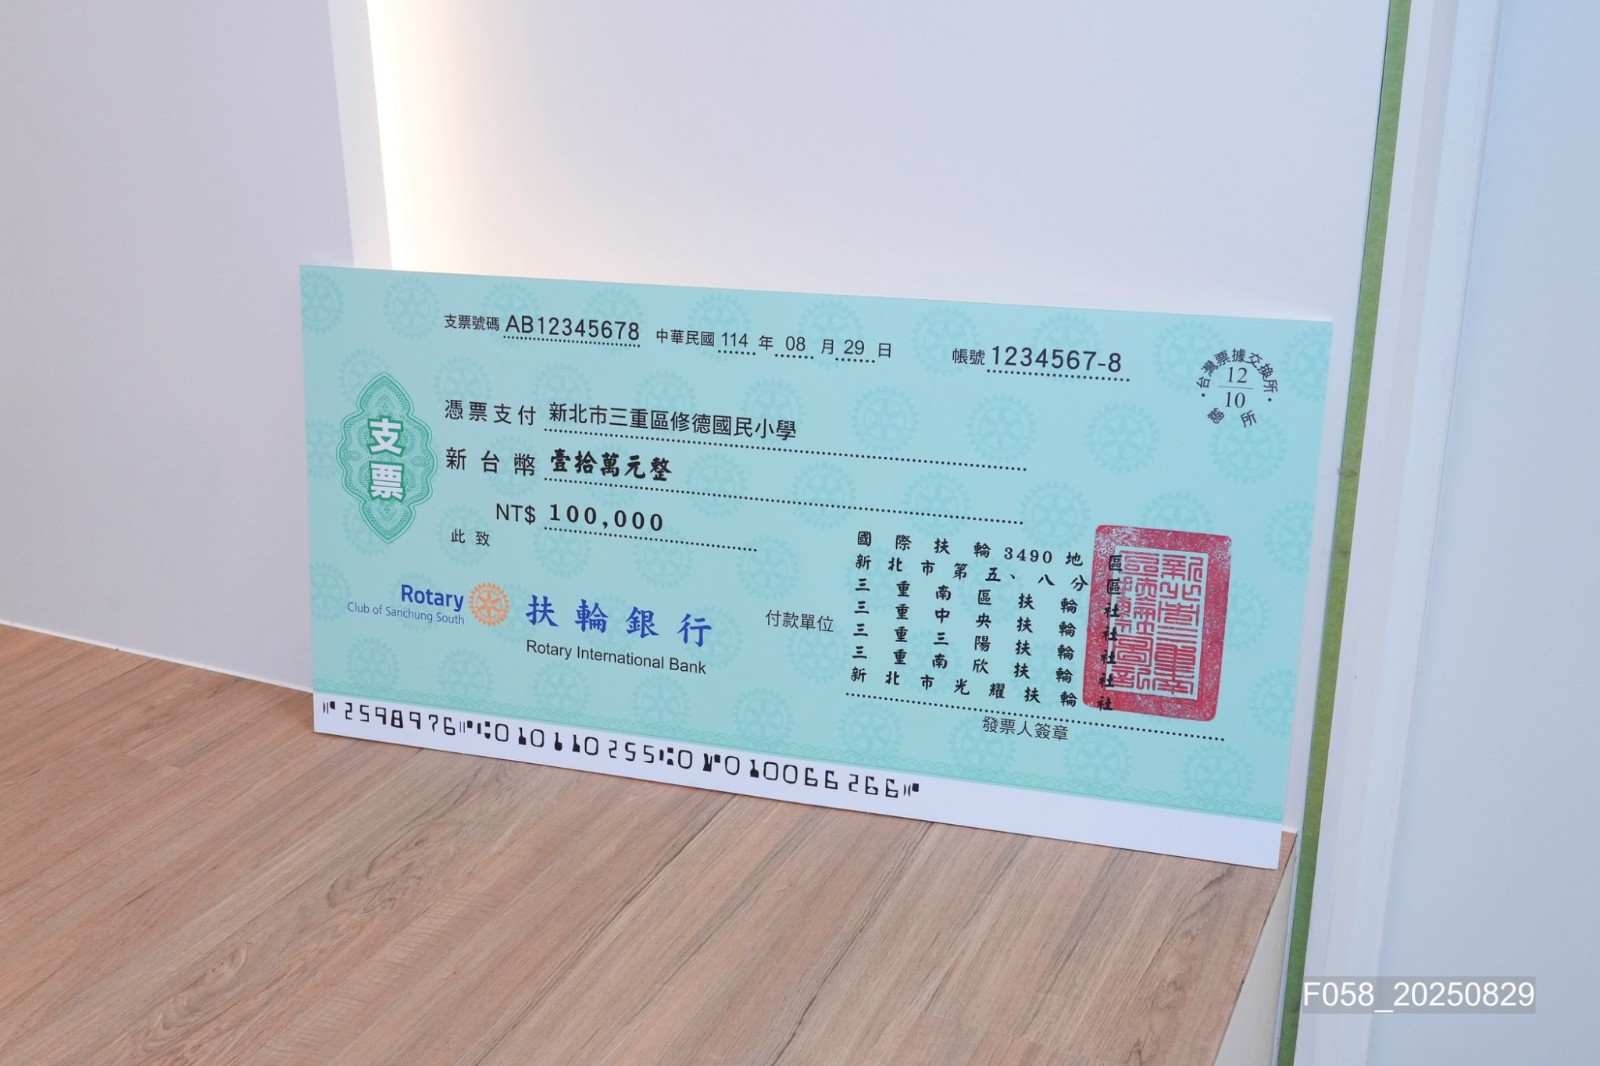 支票號碼 AB12345678 中華民國 114 年 08 月 29 日 帳號 1234567-8
台灣票據交換所
12
10
總所
支票
憑票支付 新北市三重區修德國民小學
新台幣 壹拾萬元整
NT$ 100,000
此致
Rotary
Club of Sanchung South
扶輪銀行
Rotary International Bank
付款單位
國際扶輪3490地區
新北市第五、八分區
三重南區扶輪社
三重中央扶輪社
三重三陽扶輪社
三重南欣扶輪社
新北市光耀扶輪社
發票人簽章
2598976 010110255 0 010066266
F058_20250829